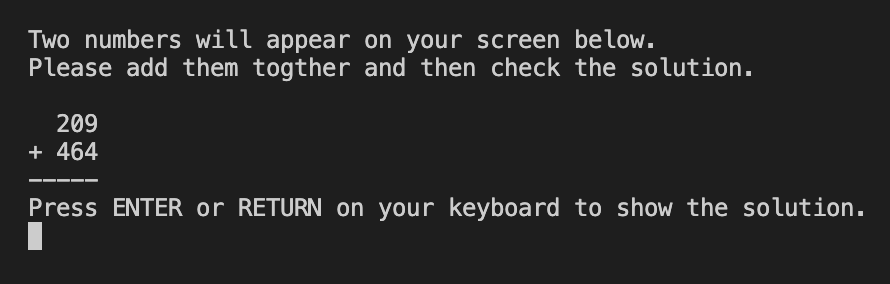 Two numbers will appear on your screen below.
Please add them togther and then check the solution.
209
+ 464
-----
Press ENTER or RETURN on your keyboard to show the solution.